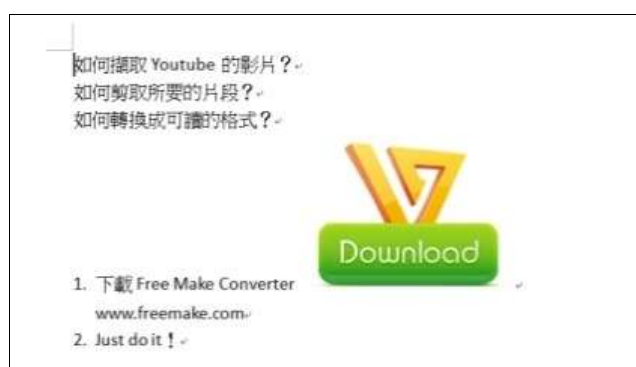 如何擷取 Youtube 的影片？
如何剪取所要的片段？
如何轉換成可讀的格式？
Download
1. 下載 Free Make Converter
www.freemake.com
2. Just do it！